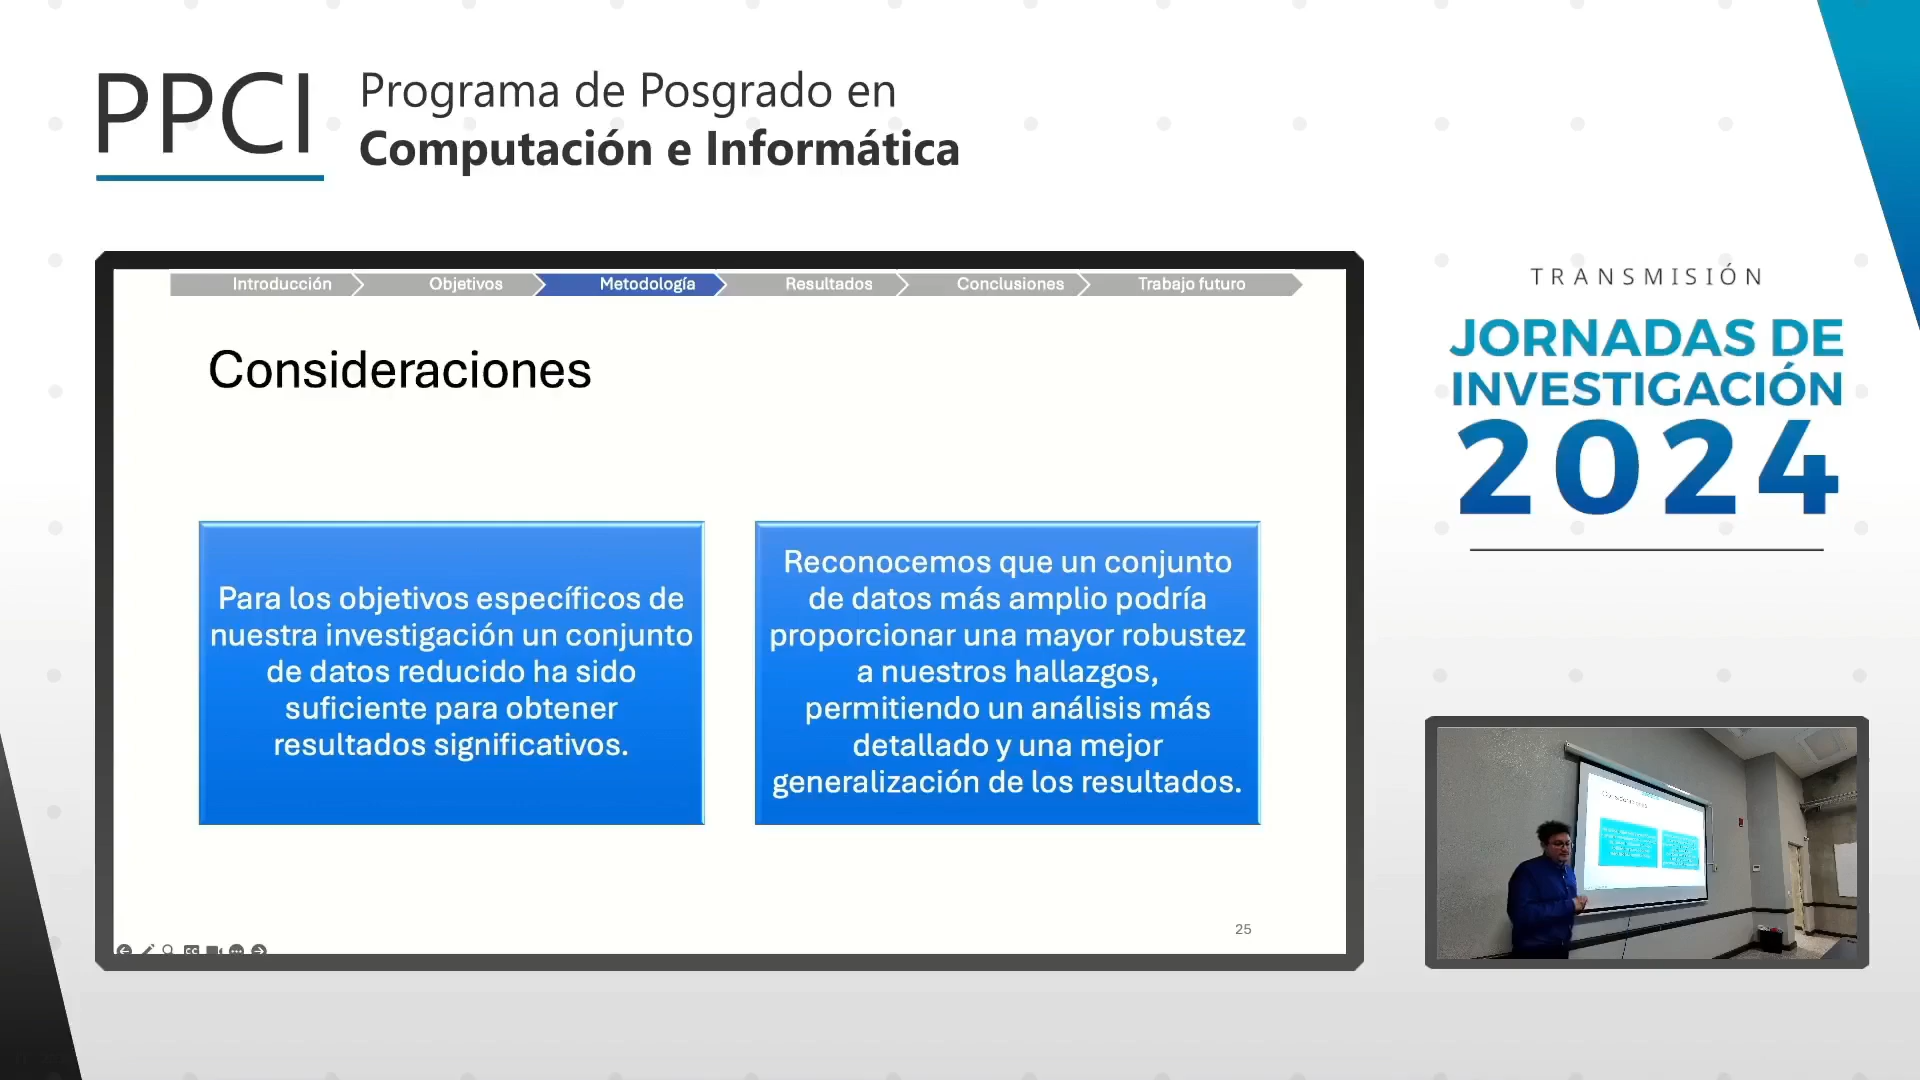 PPCI
Programa de Posgrado en
Computación e Informática
Introducción
Objetivos
Metodología
Resultados
Conclusiones
Trabajo futuro
Consideraciones
Para los objetivos específicos de
nuestra investigación un conjunto
de datos reducido ha sido
suficiente para obtener
resultados significativos.
Reconocemos que un conjunto
de datos más amplio podría
proporcionar una mayor robustez
a nuestros hallazgos,
permitiendo un análisis más
detallado y una mejor
generalización de los resultados.
25
TRANSMISIÓN
JORNADAS DE
INVESTIGACIÓN
2024